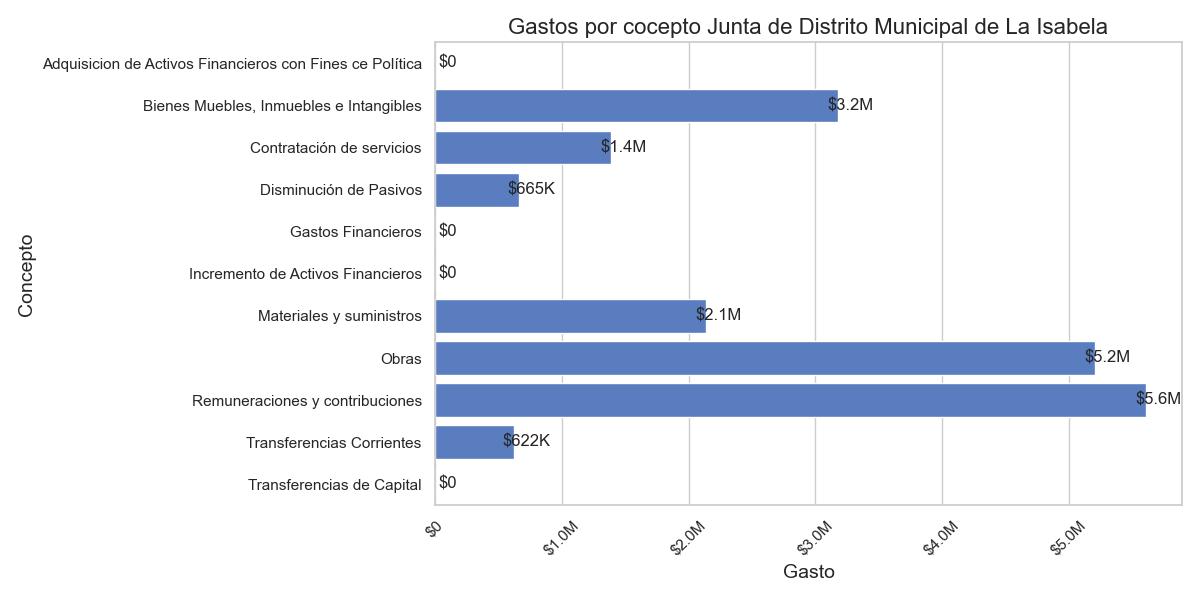 Gastos por cocepto Junta de Distrito Municipal de La Isabela
Concepto
Adquisicion de Activos Financieros con Fines ce Política $0
Bienes Muebles, Inmuebles e Intangibles $3.2M
Contratación de servicios $1.4M
Disminución de Pasivos $665K
Gastos Financieros $0
Incremento de Activos Financieros $0
Materiales y suministros $2.1M
Obras $5.2M
Remuneraciones y contribuciones $5.6M
Transferencias Corrientes $622K
Transferencias de Capital $0
$0 $1.0M $2.0M $3.0M $4.0M $5.0M
Gasto